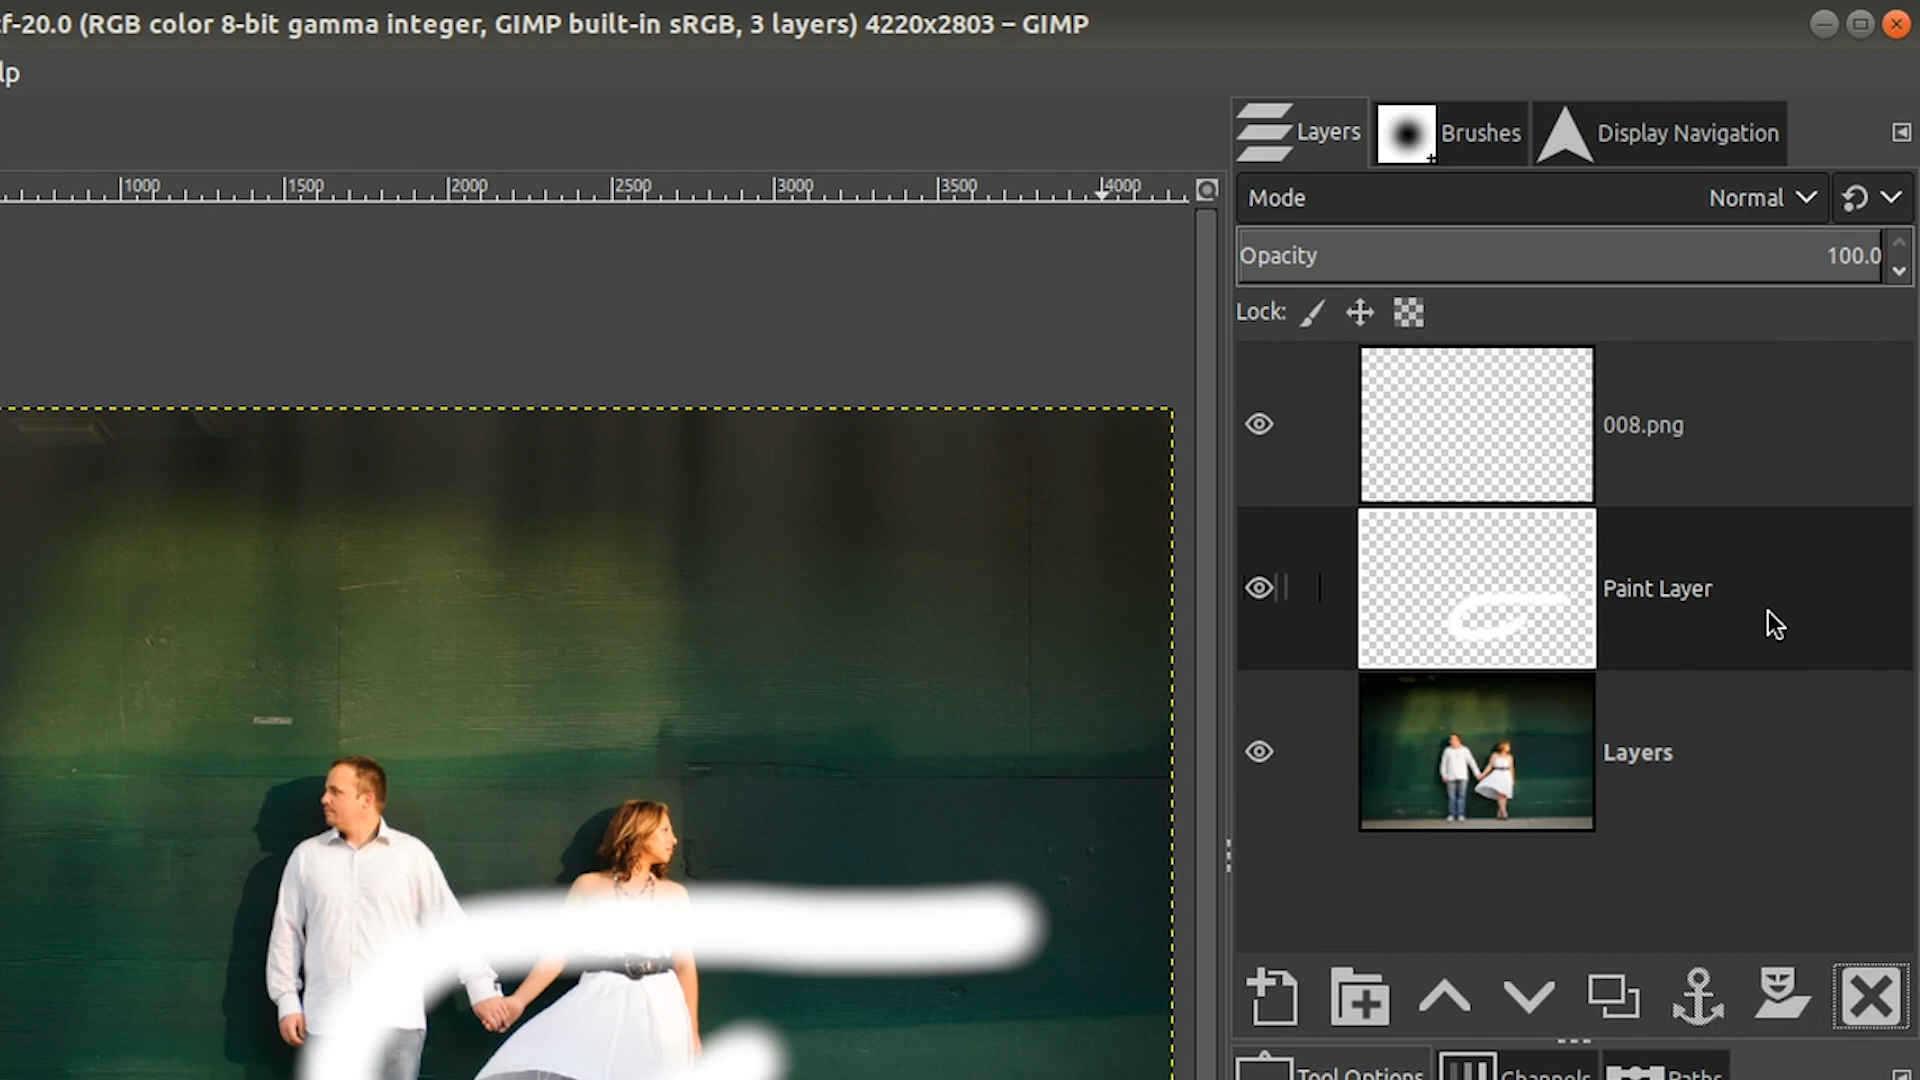 f-20.0 (RGB color 8-bit gamma integer, GIMP built-in sRGB, 3 layers) 4220x2803 – GIMP
lp
Layers Brushes Display Navigation
1000 1500 2000 2500 3000 3500 4000
Mode Normal
Opacity 100.0
Lock:
008.png
Paint Layer
Layers
Tool Options Channels Paths